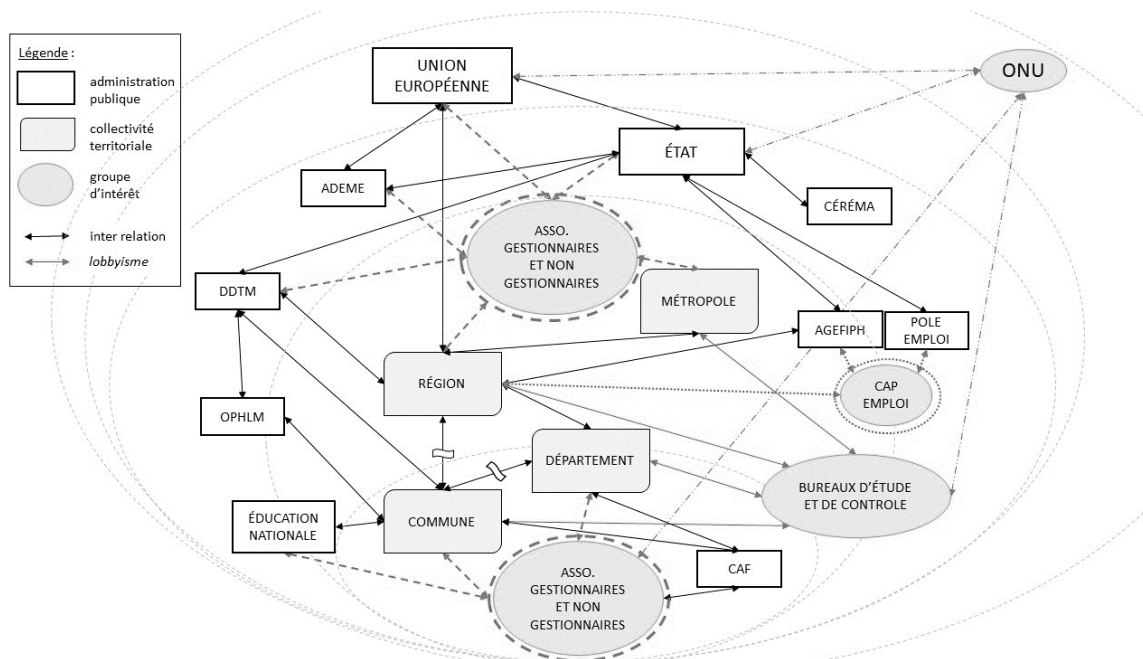 Légende :
administration
publique
collectivité
territoriale
groupe
d'intérêt
inter relation
lobbyisme
UNION
EUROPÉENNE
ONU
ÉTAT
ADEME
CÉRÉMA
ASSO.
GESTIONNAIRES
ET NON
GESTIONNAIRES
DDTM
MÉTROPOLE
AGEFIPH
POLE
EMPLOI
RÉGION
CAP
EMPLOI
OPHLM
DÉPARTEMENT
BUREAUX D'ÉTUDE
ET DE CONTROLE
ÉDUCATION
NATIONALE
COMMUNE
CAF
ASSO.
GESTIONNAIRES
ET NON
GESTIONNAIRES